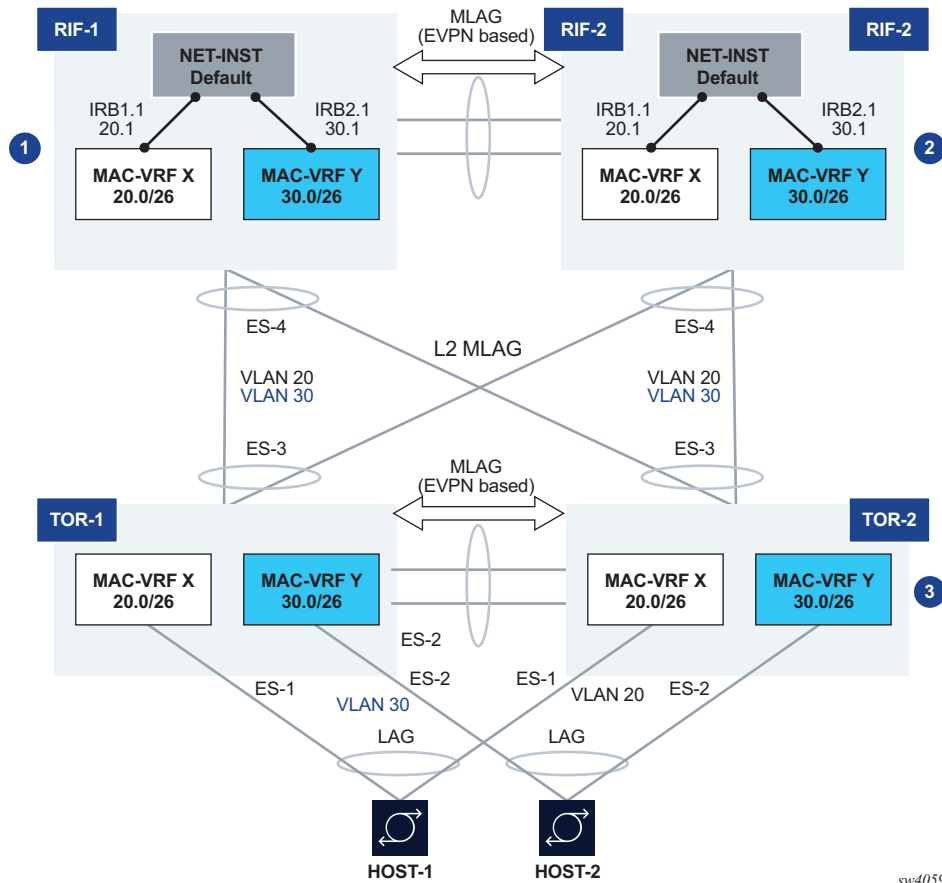 RIF-1
MLAG
(EVPN based)
RIF-2
RIF-2
NET-INST
Default
NET-INST
Default
IRB1.1
20.1
IRB2.1
30.1
IRB1.1
20.1
IRB2.1
30.1
1
MAC-VRF X
20.0/26
MAC-VRF Y
30.0/26
MAC-VRF X
20.0/26
MAC-VRF Y
30.0/26
2
ES-4
ES-4
L2 MLAG
VLAN 20
VLAN 30
VLAN 20
VLAN 30
ES-3
ES-3
MLAG
(EVPN based)
TOR-1
TOR-2
MAC-VRF X
20.0/26
MAC-VRF Y
30.0/26
MAC-VRF X
20.0/26
MAC-VRF Y
30.0/26
3
ES-2
ES-1
ES-2
ES-1
ES-2
VLAN 30
VLAN 20
LAG
LAG
HOST-1
HOST-2
sw4059